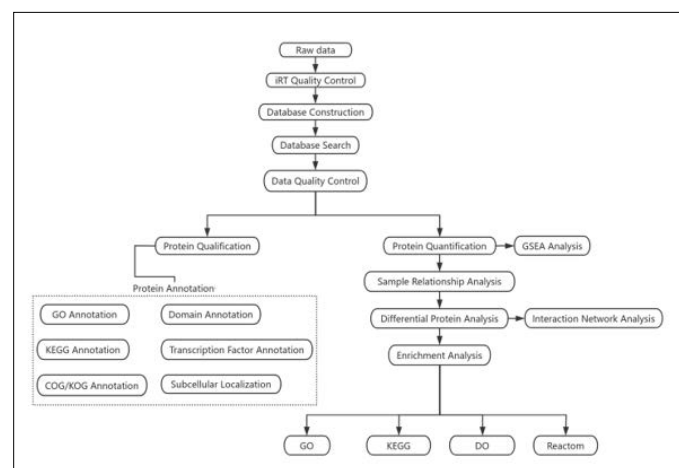 Raw data
iRT Quality Control
Database Construction
Database Search
Data Quality Control
Protein Qualification
Protein Quantification
GSEA Analysis
Protein Annotation
Sample Relationship Analysis
GO Annotation
Domain Annotation
Differential Protein Analysis
Interaction Network Analysis
KEGG Annotation
Transcription Factor Annotation
Enrichment Analysis
COG/KOG Annotation
Subcellular Localization
GO
KEGG
DO
Reactom